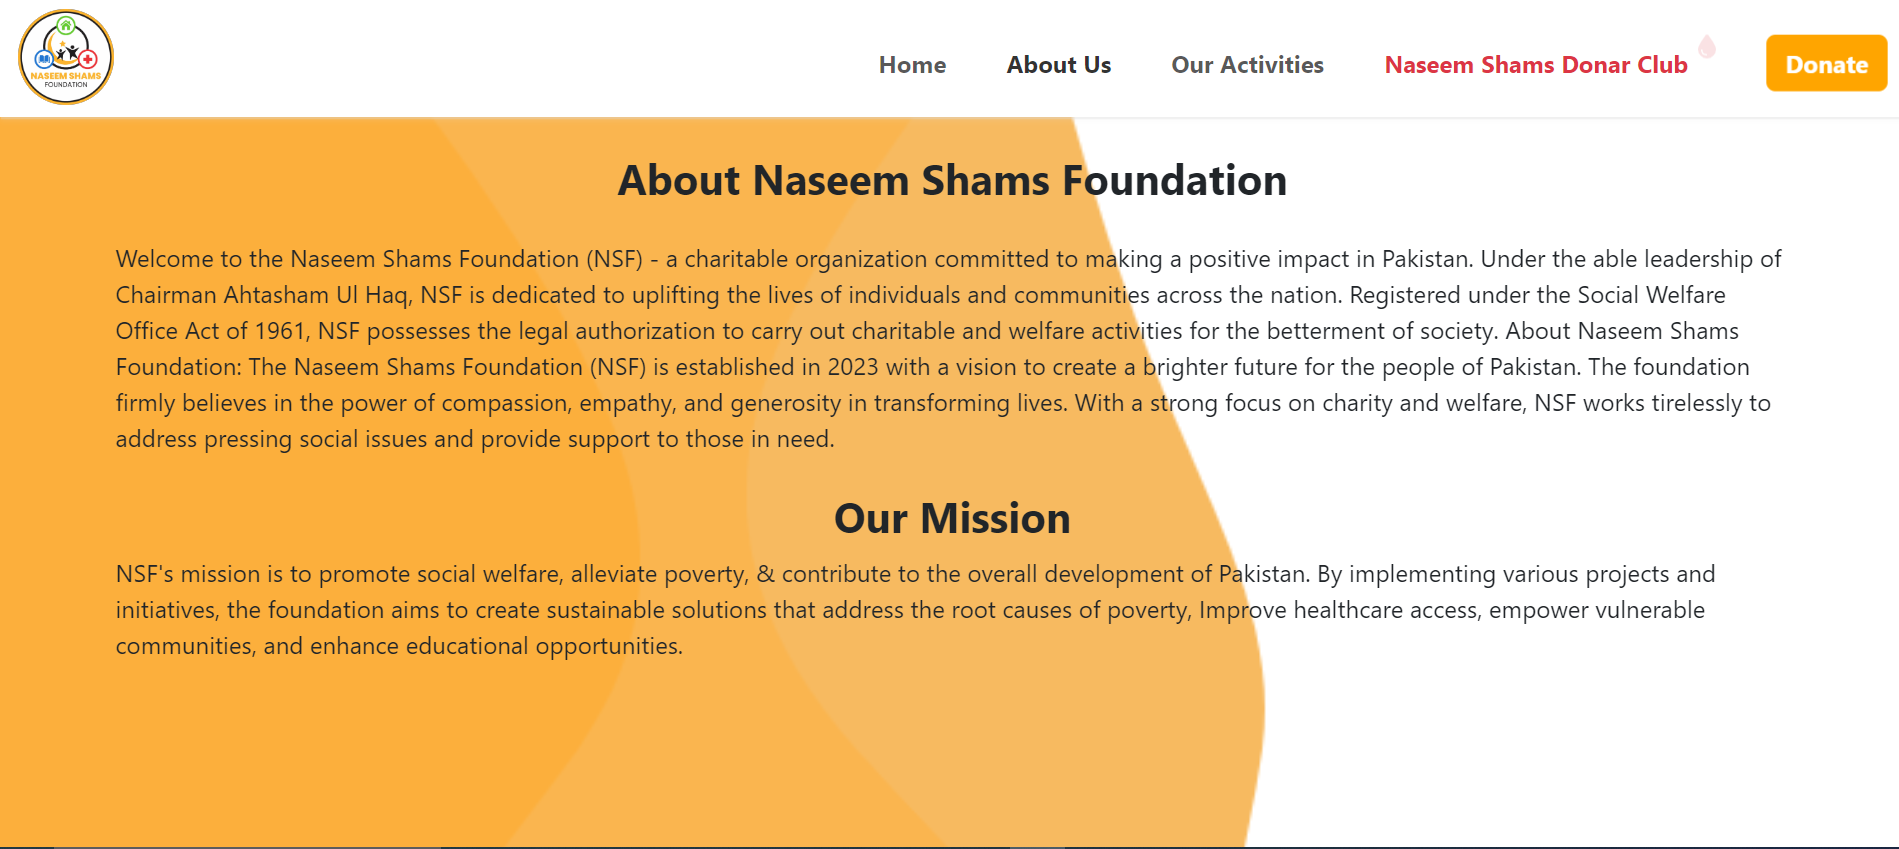 NASEEM SHAMS
FOUNDATION
Home About Us Our Activities Naseem Shams Donar Club Donate
About Naseem Shams Foundation
Welcome to the Naseem Shams Foundation (NSF) - a charitable organization committed to making a positive impact in Pakistan. Under the able leadership of
Chairman Ahtasham Ul Haq, NSF is dedicated to uplifting the lives of individuals and communities across the nation. Registered under the Social Welfare
Office Act of 1961, NSF possesses the legal authorization to carry out charitable and welfare activities for the betterment of society. About Naseem Shams
Foundation: The Naseem Shams Foundation (NSF) is established in 2023 with a vision to create a brighter future for the people of Pakistan. The foundation
firmly believes in the power of compassion, empathy, and generosity in transforming lives. With a strong focus on charity and welfare, NSF works tirelessly to
address pressing social issues and provide support to those in need.
Our Mission
NSF's mission is to promote social welfare, alleviate poverty, & contribute to the overall development of Pakistan. By implementing various projects and
initiatives, the foundation aims to create sustainable solutions that address the root causes of poverty, Improve healthcare access, empower vulnerable
communities, and enhance educational opportunities.